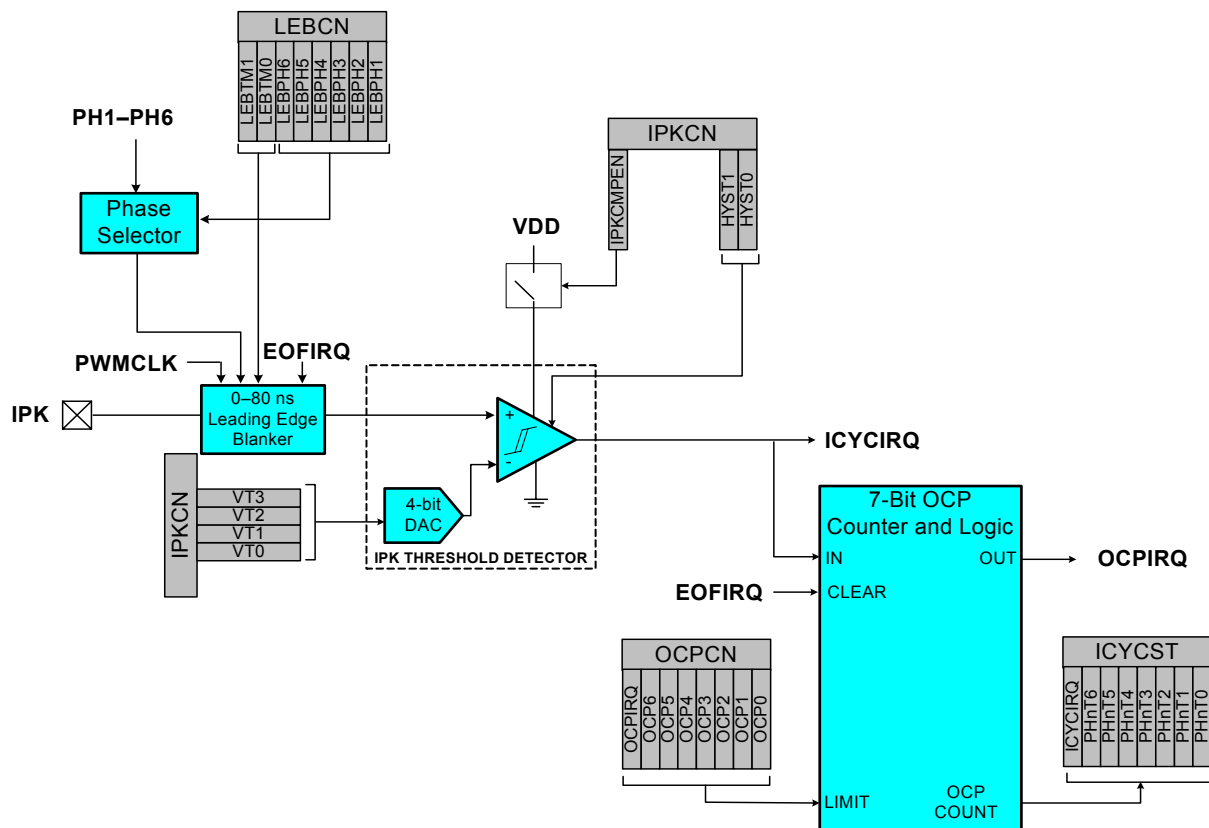 LEBCN
LEBTM1
LEBTM0
LEBPH6
LEBPH5
LEBPH4
LEBPH3
LEBPH2
LEBPH1
PH1–PH6
IPKCN
IPKCMPEN
HYST1
HYST0
Phase
Selector
VDD
PWMCLK
EOFIRQ
IPK
0–80 ns
Leading Edge
Blanker
+
-
ICYCIRQ
IPKCN
VT3
VT2
VT1
VT0
4-bit
DAC
IPK THRESHOLD DETECTOR
7-Bit OCP
Counter and Logic
IN
OUT
OCPIRQ
EOFIRQ
CLEAR
OCPCN
OCPIRQ
OCP6
OCP5
OCP4
OCP3
OCP2
OCP1
OCP0
ICYCST
ICYCIRQ
PHnT6
PHnT5
PHnT4
PHnT3
PHnT2
PHnT1
PHnT0
LIMIT
OCP
COUNT